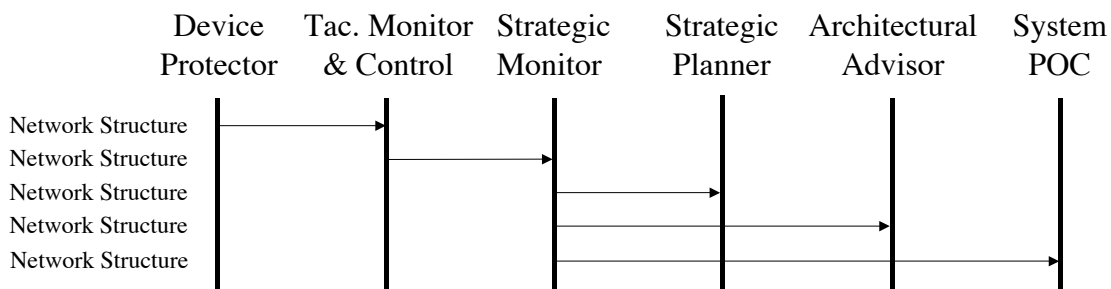 Device Tac. Monitor Strategic Strategic Architectural System
Protector & Control Monitor Planner Advisor POC
Network Structure
Network Structure
Network Structure
Network Structure
Network Structure